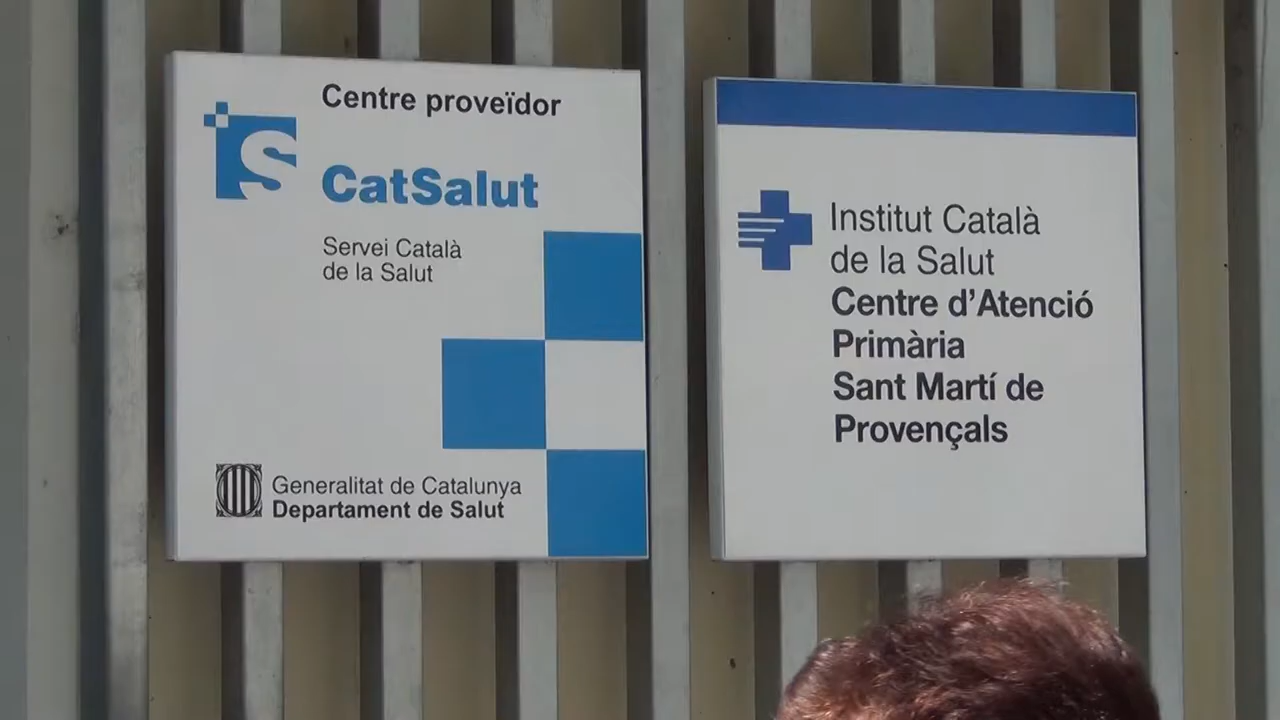 Centre proveïdor
CatSalut
Servei Català
de la Salut
Generalitat de Catalunya
Departament de Salut
Institut Català
de la Salut
Centre d'Atenció
Primària
Sant Martí de
Provençals